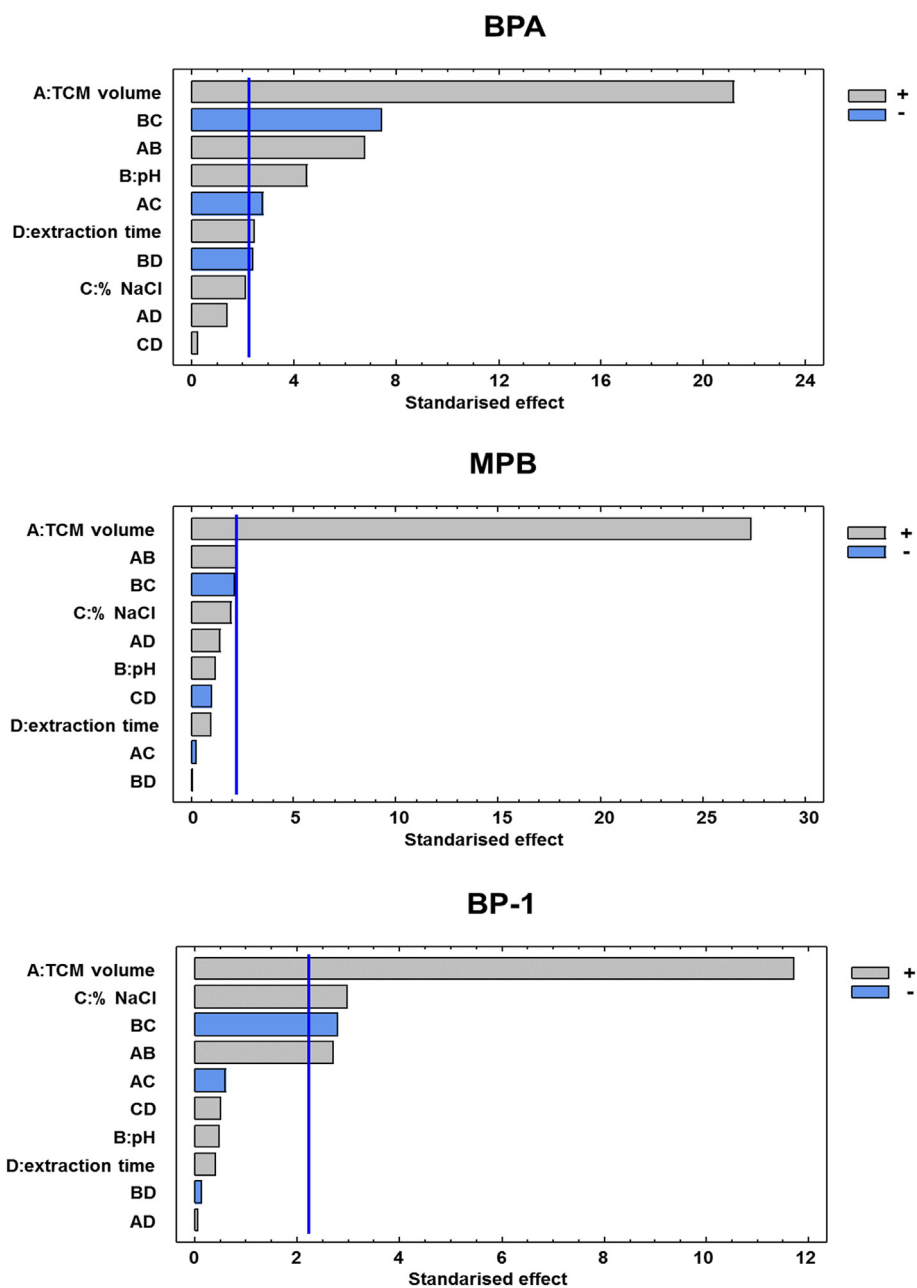 BPA
A:TCM volume
+
BC
-
AB
B:pH
AC
D:extraction time
BD
C:% NaCl
AD
CD
0 4 8 12 16 20 24
Standarised effect
MPB
A:TCM volume
+
AB
-
BC
C:% NaCl
AD
B:pH
CD
D:extraction time
AC
BD
0 5 10 15 20 25 30
Standarised effect
BP-1
A:TCM volume
+
C:% NaCl
-
BC
AB
AC
CD
B:pH
D:extraction time
BD
AD
0 2 4 6 8 10 12
Standarised effect